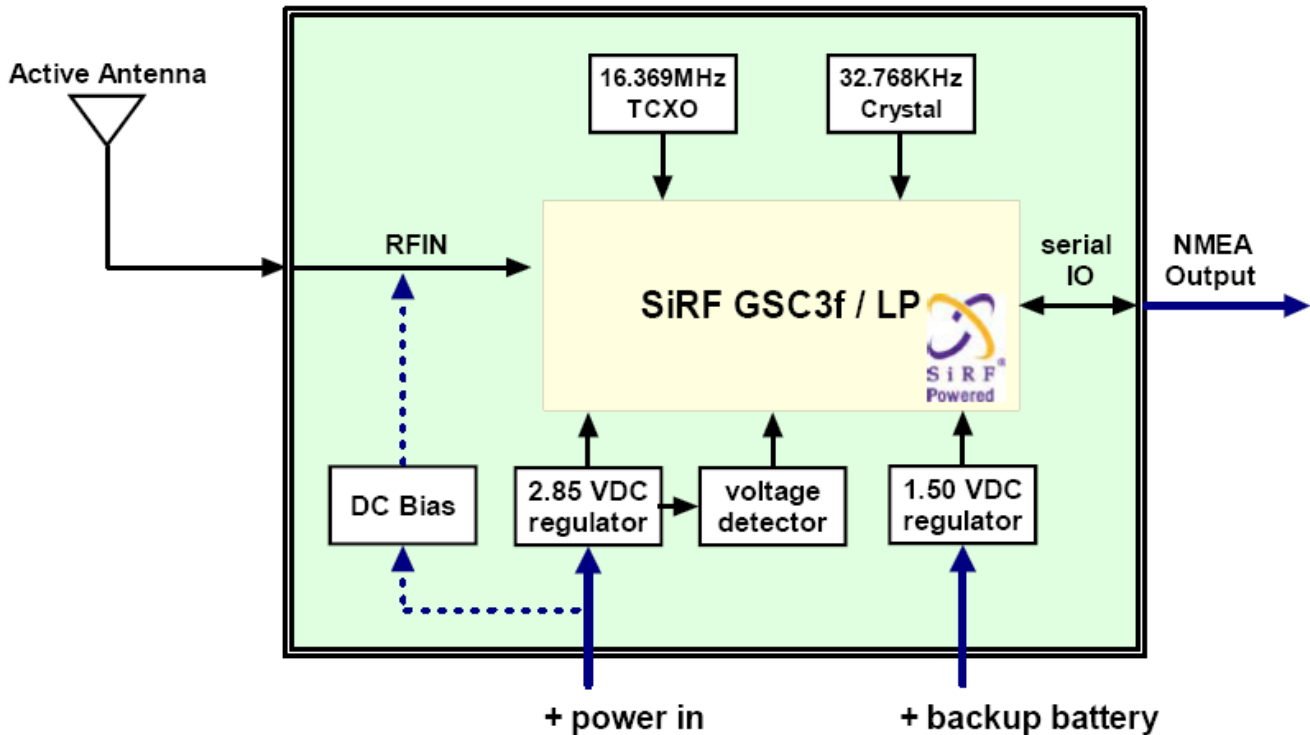 Active Antenna
16.369MHz
TCXO
32.768KHz
Crystal
RFIN
serial
IO
NMEA
Output
SiRF GSC3f / LP
SiRF®
Powered
DC Bias
2.85 VDC
regulator
voltage
detector
1.50 VDC
regulator
+ power in
+ backup battery